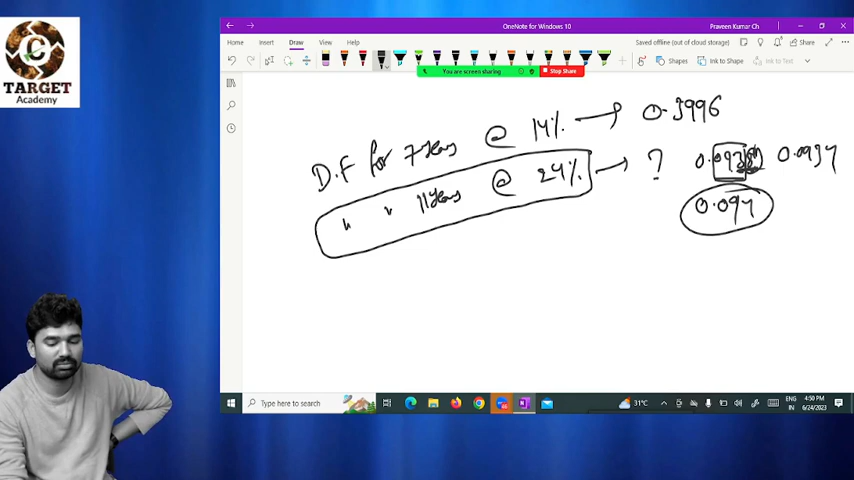 TARGET
Academy
OneNote for Windows 10
Praveen Kumar Ch
Home Insert Draw View Help
Saved offline (out of cloud storage)
Share
Shapes Ink to Shape Ink to Text
You are screen sharing Stop Share
D.F for 7 years @ 14% → 0.3996
" " 11 years @ 24% → ? 0.0937
0.094
Type here to search
31°C
ENG
IN
4:50 PM
6/24/2023